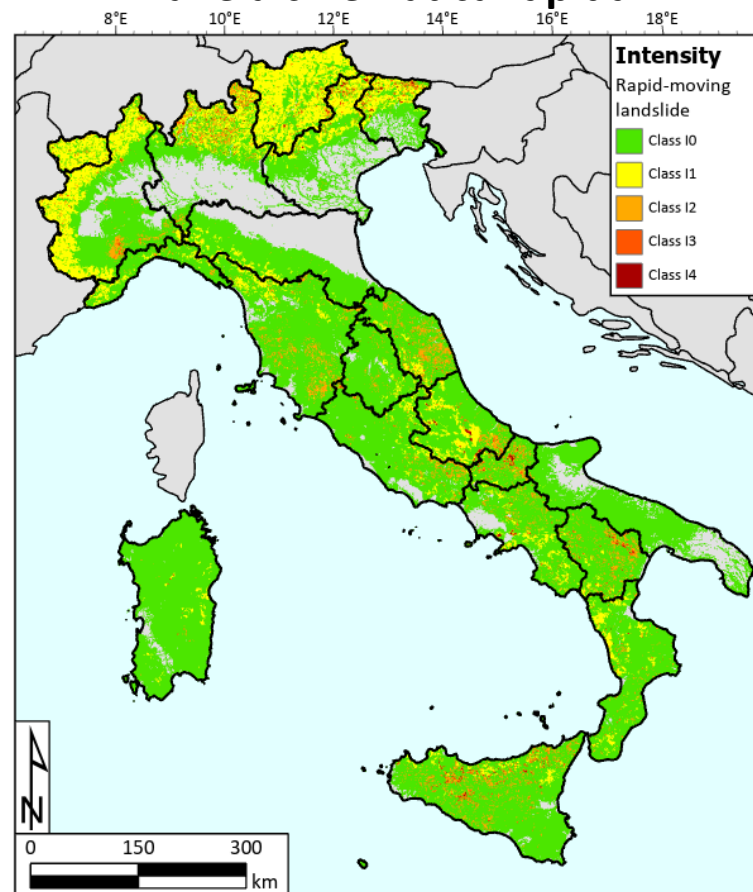 8°
10°
12°
14°
16°
18°
Intensity
Rapid-moving
landslide
Class I0
Class I1
Class I2
Class I3
Class I4
N
0 150 300
km